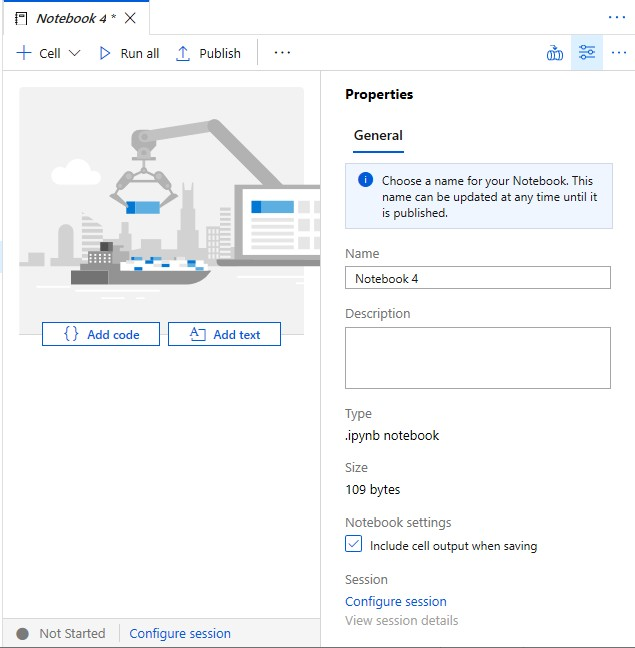 Notebook 4 *
Cell
Run all
Publish
Properties
General
Choose a name for your Notebook. This
name can be updated at any time until it
is published.
Name
Notebook 4
Description
Add code
Add text
Type
.ipynb notebook
Size
109 bytes
Notebook settings
Include cell output when saving
Session
Configure session
View session details
Not Started
Configure session